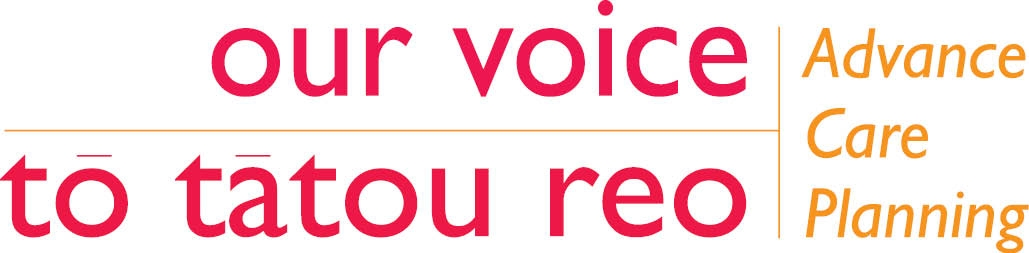 our voice
tō tātou reo
Advance
Care
Planning